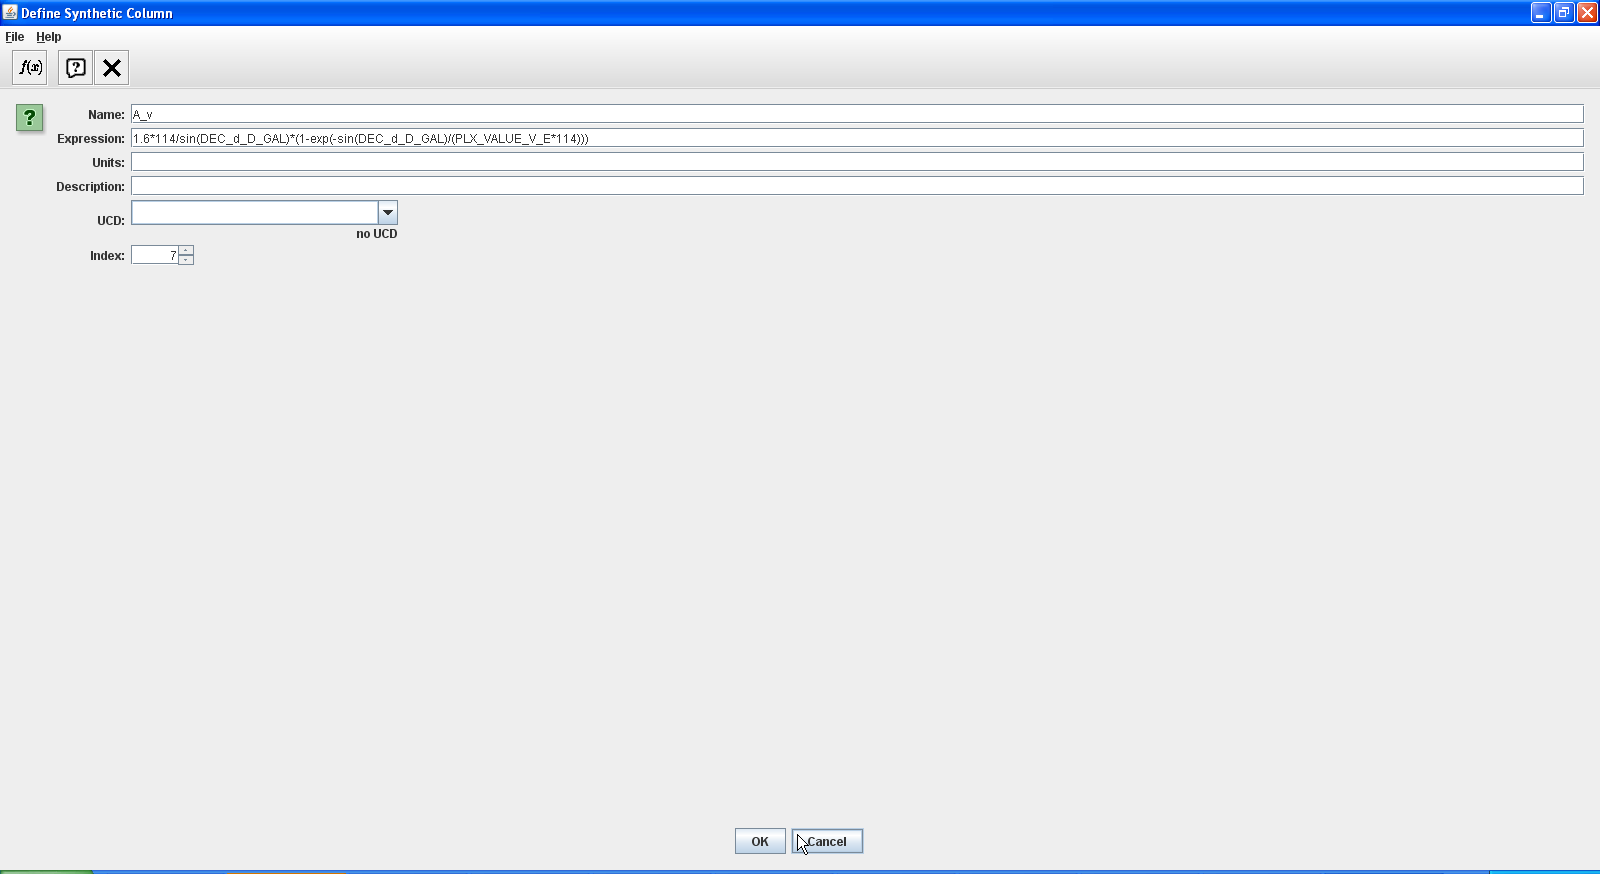 Define Synthetic Column
File Help
f(x)
Name: A_v
Expression: 1.6*114/sin(DEC_d_D_GAL)*(1-exp(-sin(DEC_d_D_GAL)/(PLX_VALUE_V_E*114)))
Units:
Description:
UCD:
no UCD
Index: 7
OK Cancel